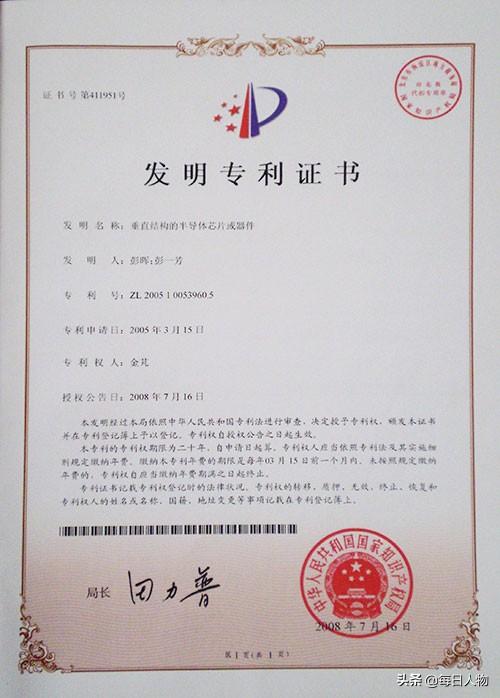 证书号第411951号
发明专利证书
发明名称：垂直结构的半导体芯片或器件
发明人：彭晖;彭一芳
专利号：ZL 2005 1 0053960.5
专利申请日：2005年3月15日
专利权人：金芃
授权公告日：2008年7月16日
本发明经过本局依照中华人民共和国专利法进行审查，决定授予专利权，颁发本证书
并在专利登记簿上予以登记。专利权自授权公告之日起生效。
本专利的专利权期限为二十年，自申请日起算。专利权人应当依照专利法及其实施细
则规定缴纳年费。缴纳本专利年费的期限是每年03月15日前一个月内。未按照规定缴纳
年费的，专利权自应当缴纳年费期满之日起终止。
专利证书记载专利权登记时的法律状况。专利权的转移、质押、无效、终止、恢复和
专利权人的姓名或名称、国籍、地址变更等事项记载在专利登记簿上。
局长
田力普
中华人民共和国国家知识产权局
2008年7月16日
第1页(共1页)
头条 @每日人物